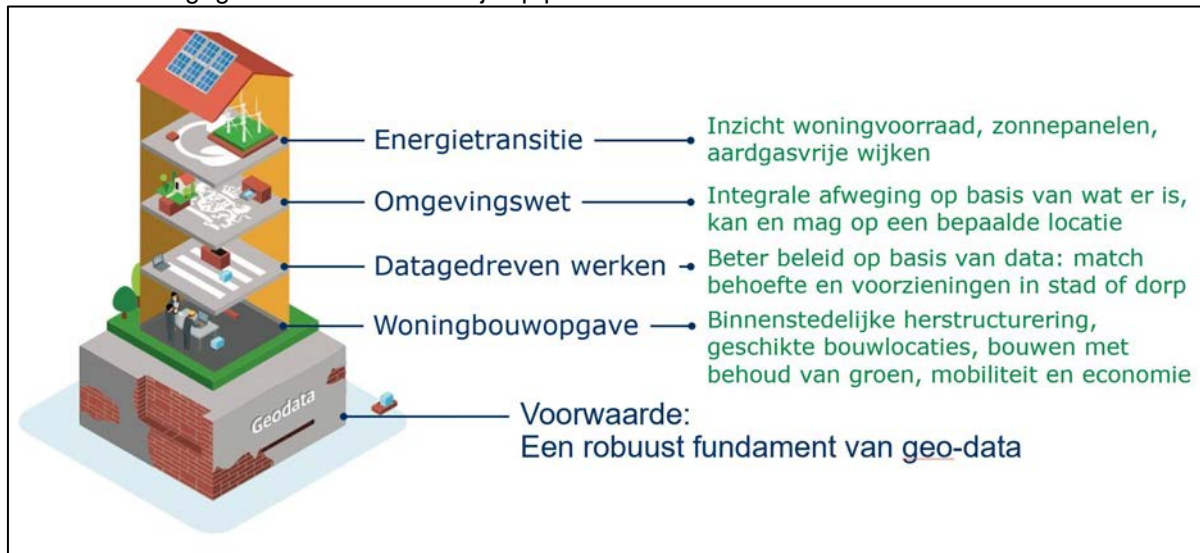 Energietransitie
Inzicht woningvoorraad, zonnepanelen,
aardgasvrije wijken
Omgevingswet
Integrale afweging op basis van wat er is,
kan en mag op een bepaalde locatie
Datagedreven werken
Beter beleid op basis van data: match
behoefte en voorzieningen in stad of dorp
Woningbouwopgave
Binnenstedelijke herstructurering,
geschikte bouwlocaties, bouwen met
behoud van groen, mobiliteit en economie
Geodata
Voorwaarde:
Een robuust fundament van geo-data